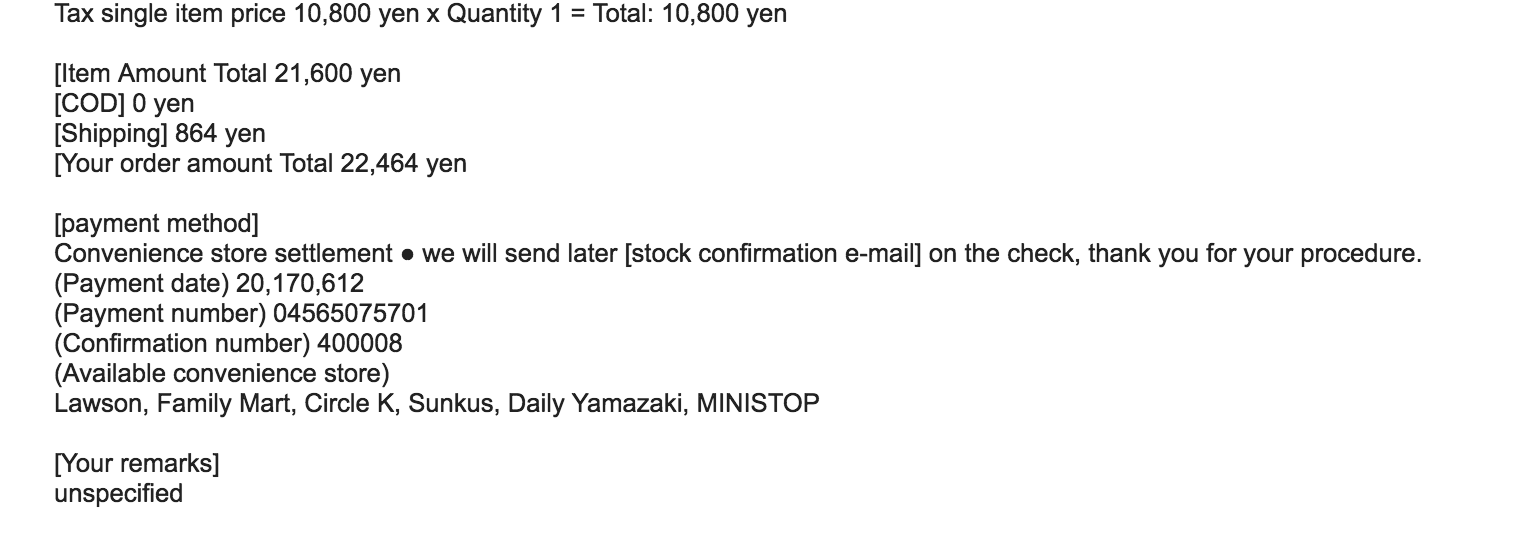 Tax single item price 10,800 yen x Quantity 1 = Total: 10,800 yen
[Item Amount Total 21,600 yen
[COD] 0 yen
[Shipping] 864 yen
[Your order amount Total 22,464 yen
[payment method]
Convenience store settlement ● we will send later [stock confirmation e-mail] on the check, thank you for your procedure.
(Payment date) 20,170,612
(Payment number) 04565075701
(Confirmation number) 400008
(Available convenience store)
Lawson, Family Mart, Circle K, Sunkus, Daily Yamazaki, MINISTOP
[Your remarks]
unspecified